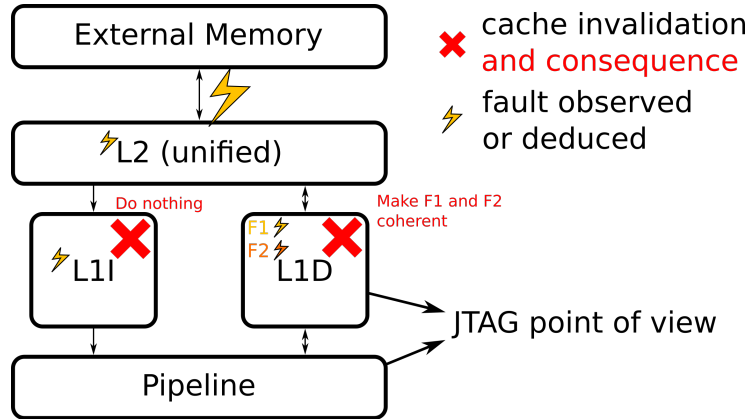 External Memory
cache invalidation
and consequence
fault observed
or deduced
L2 (unified)
Do nothing
Make F1 and F2
coherent
F1
F2
L1I
L1D
JTAG point of view
Pipeline